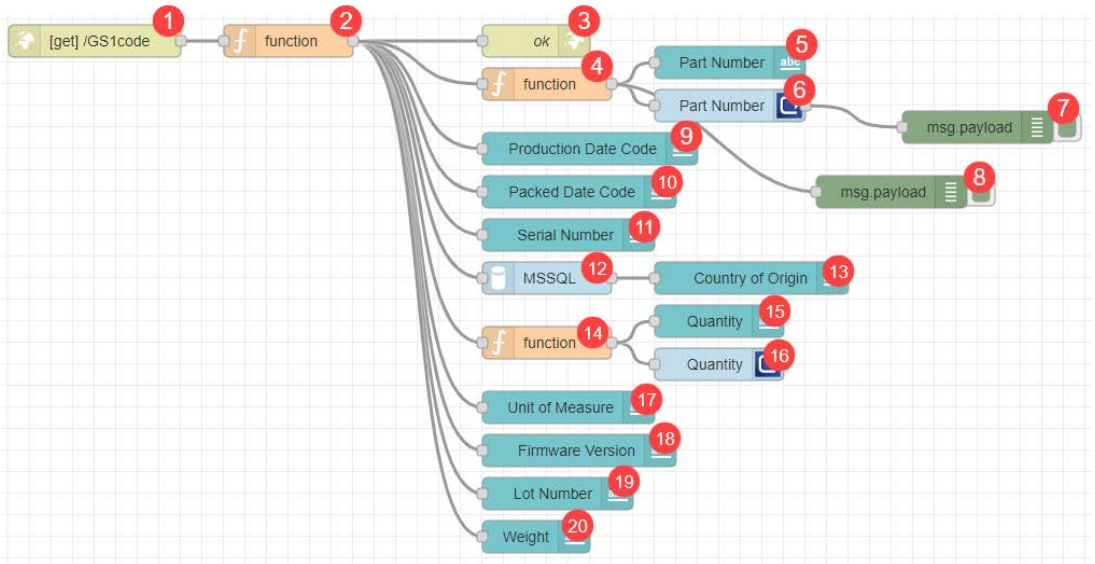 [get] /GS1code 1
function 2
ok 3
function 4
Part Number abc 5
Part Number 6
msg.payload 7
msg.payload 8
Production Date Code 9
Packed Date Code 10
Serial Number 11
MSSQL 12
Country of Origin 13
function 14
Quantity 15
Quantity 16
Unit of Measure 17
Firmware Version 18
Lot Number 19
Weight 20